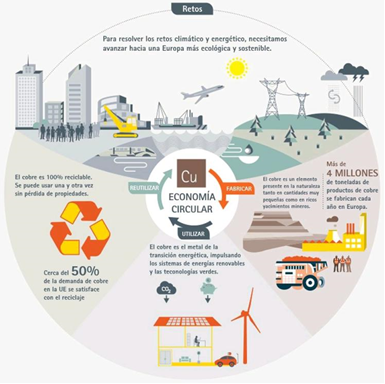 Retos
Para resolver los retos climático y energético, necesitamos
avanzar hacia una Europa más ecológica y sostenible.
El cobre es 100% reciclable.
Se puede usar una y otra vez
sin pérdida de propiedades.
Cerca del 50%
de la demanda de cobre
en la UE se satisface
con el reciclaje
REUTILIZAR
Cu
FABRICAR
ECONOMÍA
CIRCULAR
UTILIZAR
El cobre es el metal de la
transición energética, impulsando
los sistemas de energías renovables
y las tecnologías verdes.
CO₂
El cobre es un elemento
presente en la naturaleza
tanto en cantidades muy
pequeñas como en ricos
yacimientos mineros.
Más de
4 MILLONES
de toneladas de
productos de cobre
se fabrican cada
año en Europa.